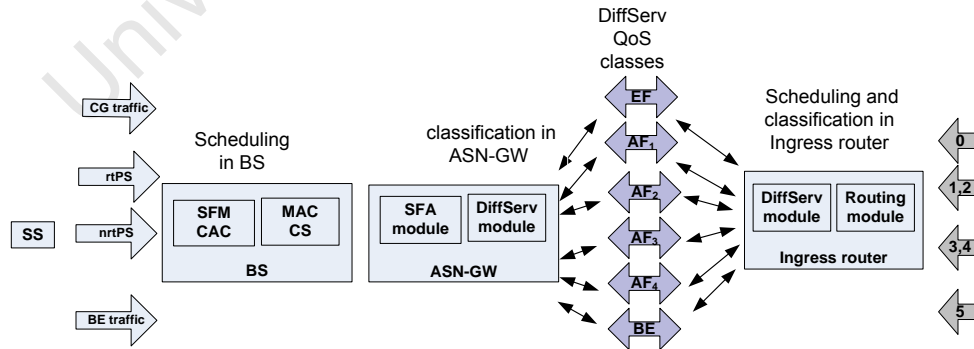 Univ
DiffServ
QoS
classes
CG traffic
rtPS
nrtPS
BE traffic
SS
Scheduling
in BS
SFM
CAC
MAC
CS
BS
classification in
ASN-GW
SFA
module
DiffServ
module
ASN-GW
EF
AF1
AF2
AF3
AF4
BE
Scheduling and
classification in
Ingress router
DiffServ
module
Routing
module
Ingress router
0
1,2
3,4
5